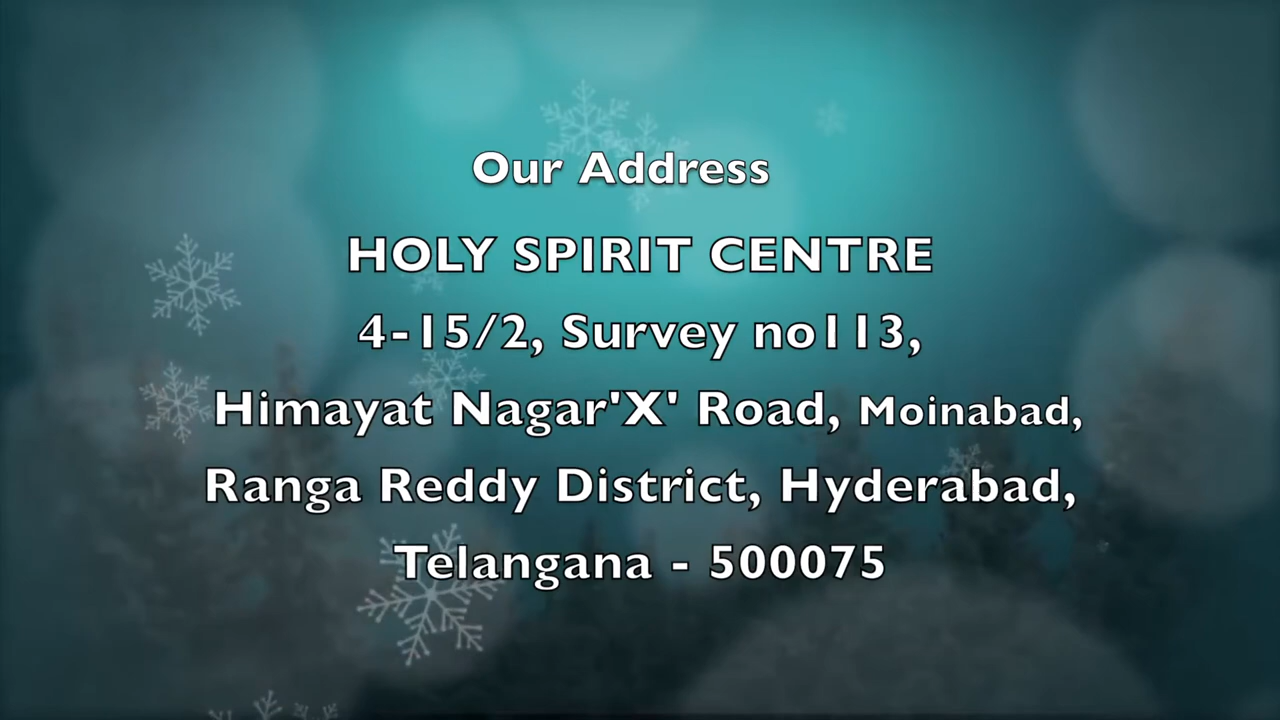 Our Address
HOLY SPIRIT CENTRE
4-15/2, Survey no113,
Himayat Nagar'X' Road, Moinabad,
Ranga Reddy District, Hyderabad,
Telangana - 500075